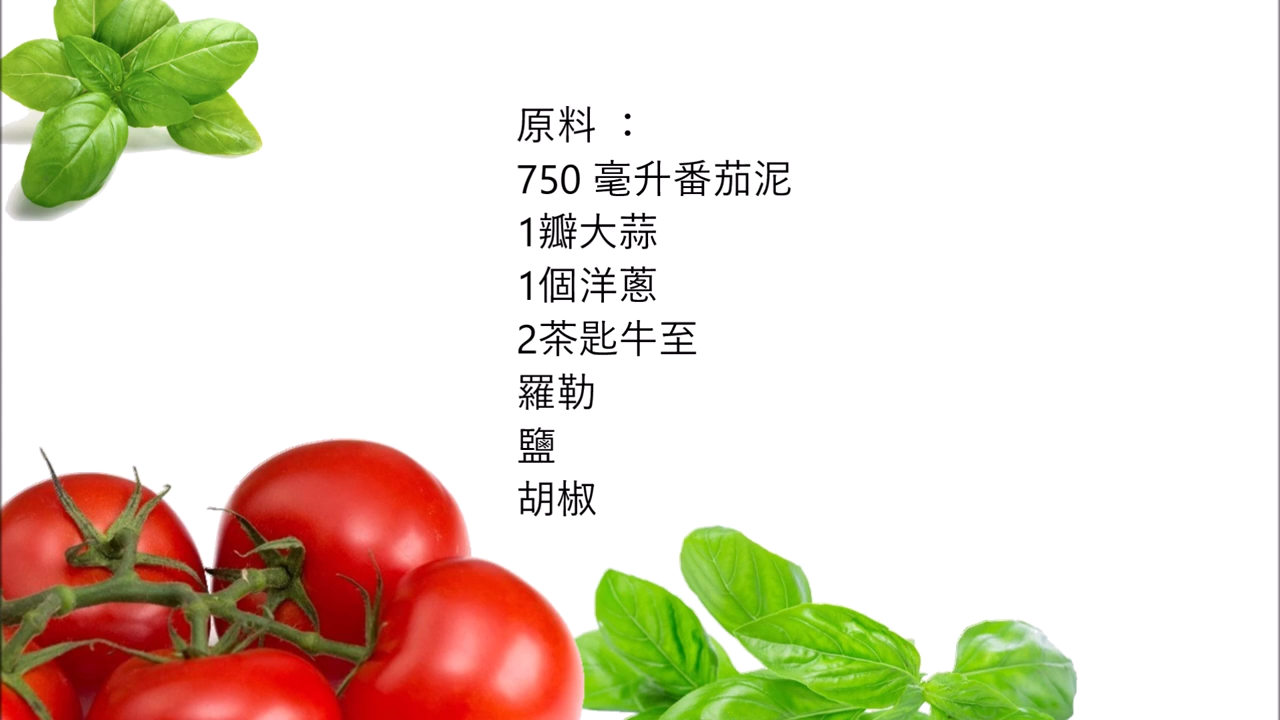 原料 ：
750 毫升番茄泥
1瓣大蒜
1個洋蔥
2茶匙牛至
羅勒
鹽
胡椒